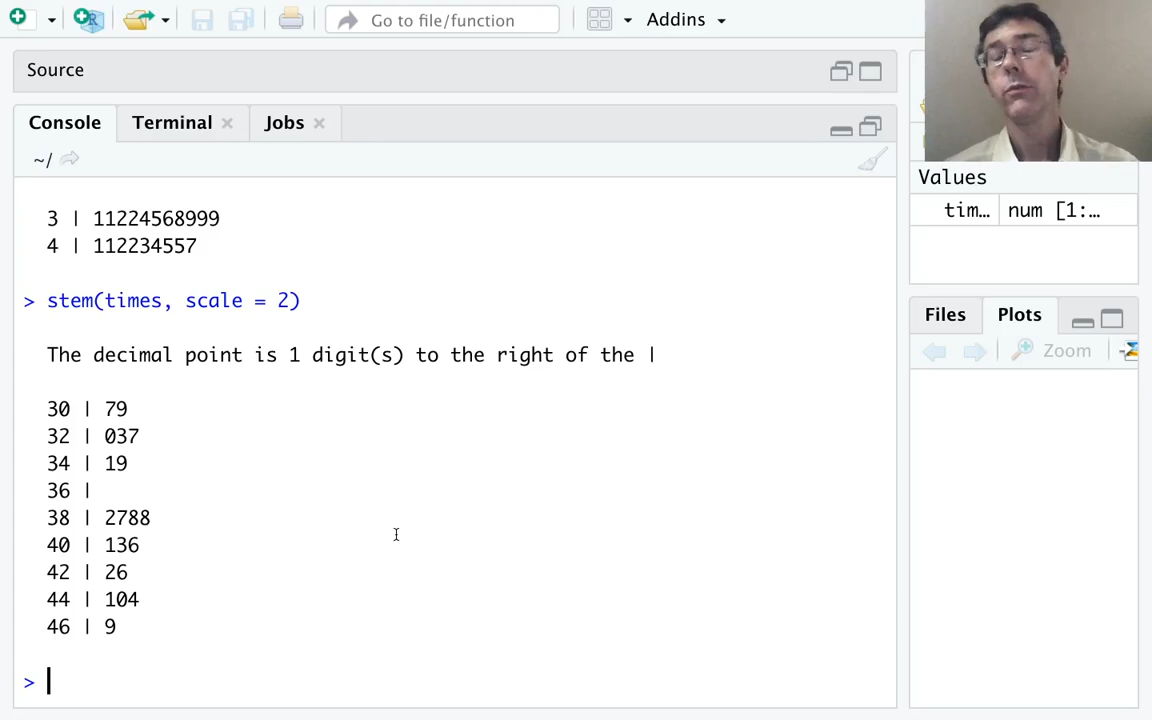 Go to file/function
Addins
Source
Console
Terminal
Jobs
~/
3 | 11224568999
4 | 112234557
> stem(times, scale = 2)
The decimal point is 1 digit(s) to the right of the |
30 | 79
32 | 037
34 | 19
36 |
38 | 2788
40 | 136
42 | 26
44 | 104
46 | 9
>
Values
tim… num [1:…
Files
Plots
Zoom